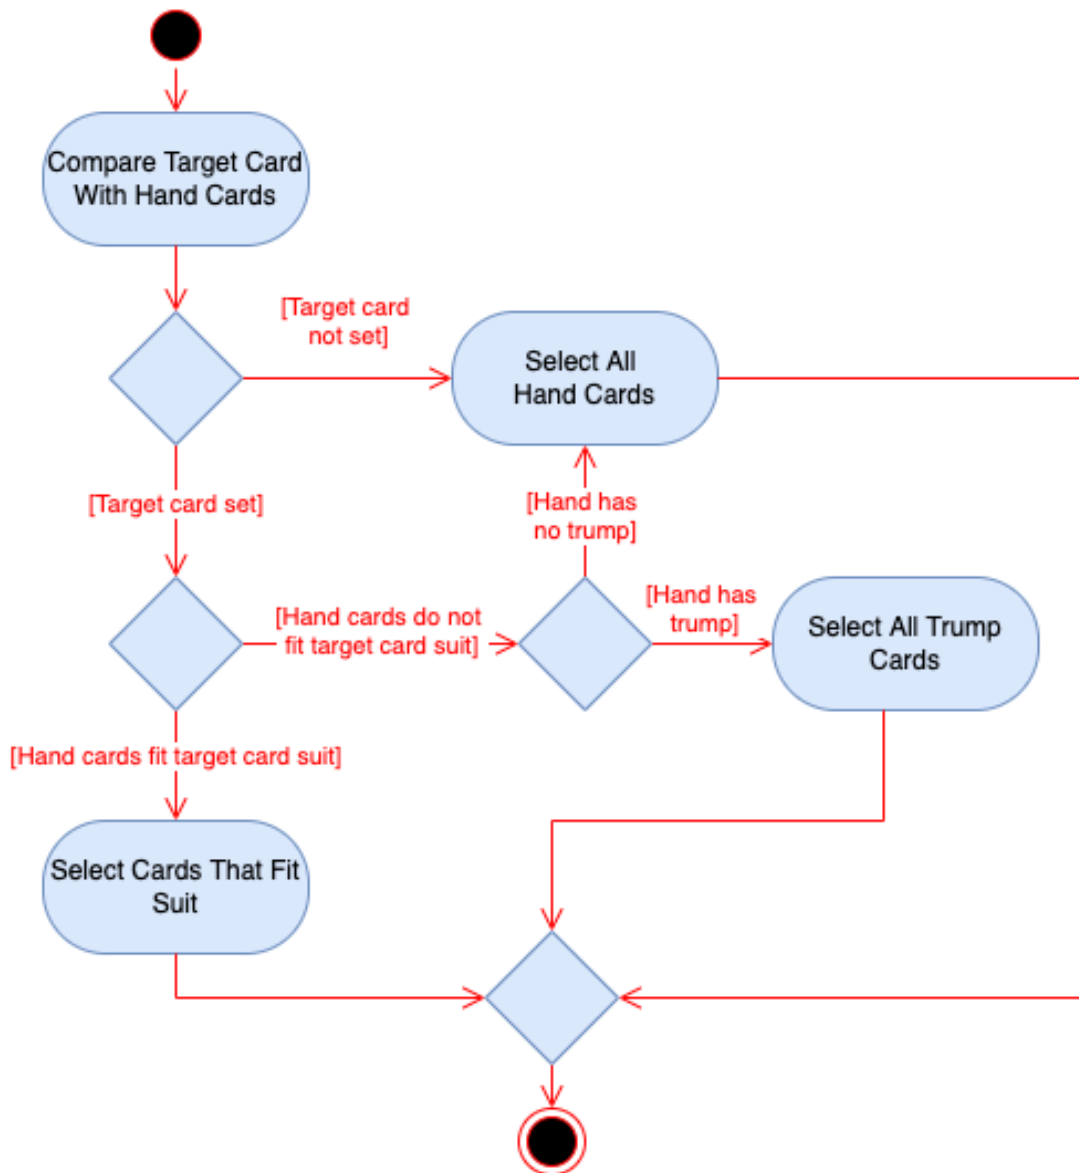 Compare Target Card
With Hand Cards
[Target card
not set]
Select All
Hand Cards
[Target card set]
[Hand has
no trump]
[Hand cards do not
fit target card suit]
[Hand has
trump]
Select All Trump
Cards
[Hand cards fit target card suit]
Select Cards That Fit
Suit